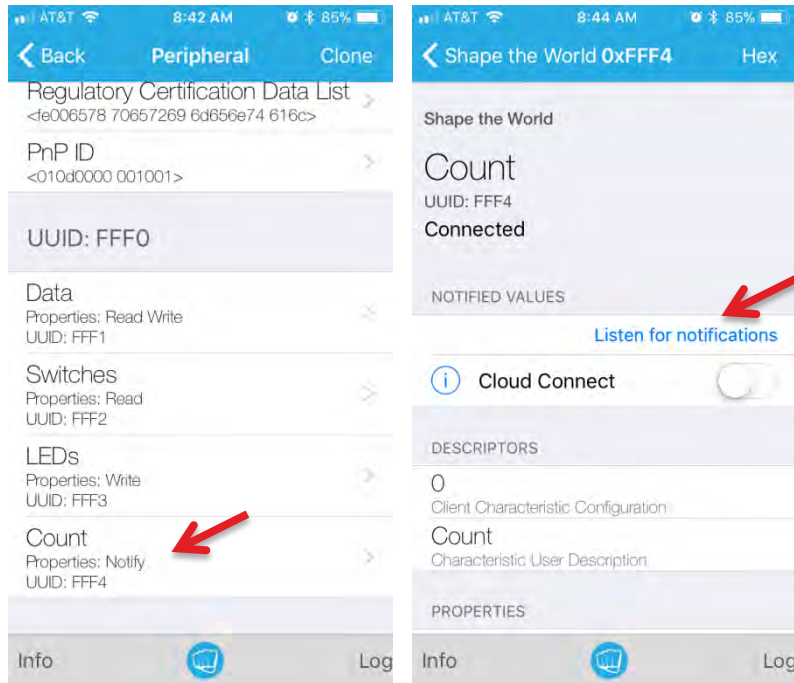 AT&T 8:42 AM 85%
Back Peripheral Clone
Regulatory Certification Data List
<fe006578 70657269 6d656e74 616c>
PnP ID
<010d0000 001001>
UUID: FFF0
Data
Properties: Read Write
UUID: FFF1
Switches
Properties: Read
UUID: FFF2
LEDs
Properties: Write
UUID: FFF3
Count
Properties: Notify
UUID: FFF4
Info Log
AT&T 8:44 AM 85%
Shape the World 0xFFF4 Hex
Shape the World
Count
UUID: FFF4
Connected
NOTIFIED VALUES
Listen for notifications
i Cloud Connect
DESCRIPTORS
0
Client Characteristic Configuration
Count
Characteristic User Description
PROPERTIES
Info Log